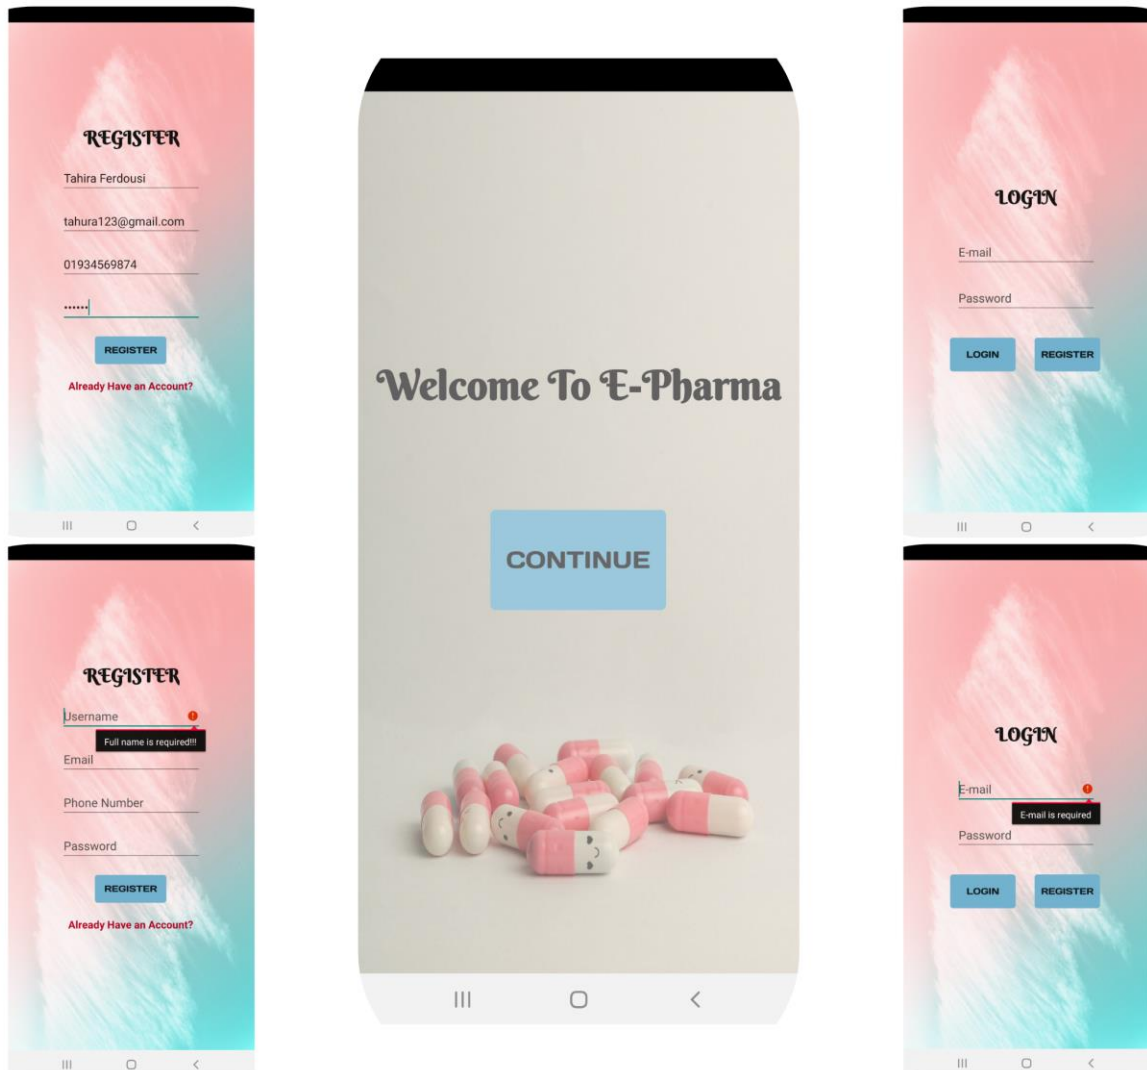 REGISTER
Tahira Ferdousi
tahura123@gmail.com
01934569874
••••••
REGISTER
Already Have an Account?
REGISTER
Username
Full name is required!!!
Email
Phone Number
Password
REGISTER
Already Have an Account?
Welcome To E-Pharma
CONTINUE
LOGIN
E-mail
Password
LOGIN REGISTER
LOGIN
E-mail
E-mail is required
Password
LOGIN REGISTER